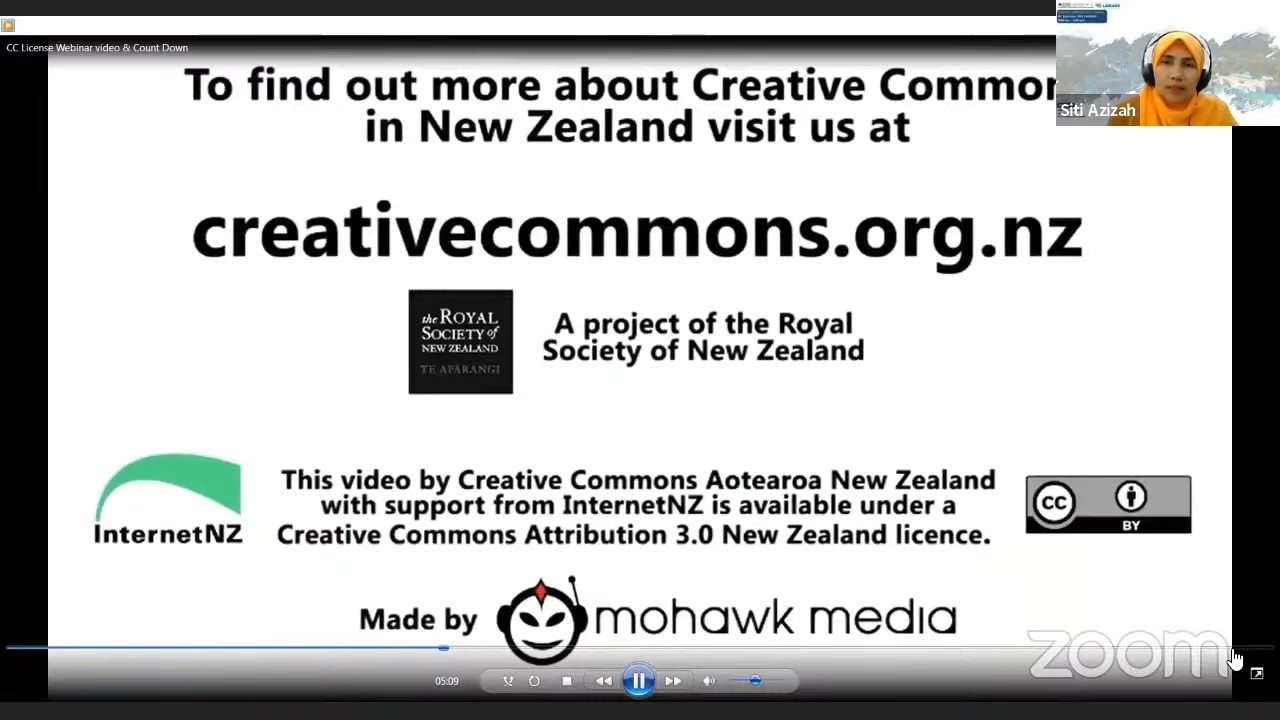 LIBRARY
CC License Webinar video & Count Down
To find out more about Creative Common
in New Zealand visit us at
Siti Azizah
creativecommons.org.nz
the ROYAL
SOCIETY of
NEW ZEALAND
TE APĀRANGI
A project of the Royal
Society of New Zealand
InternetNZ
This video by Creative Commons Aotearoa New Zealand
with support from InternetNZ is available under a
Creative Commons Attribution 3.0 New Zealand licence.
CC
BY
Made by
mohawk media
zoom
05:09